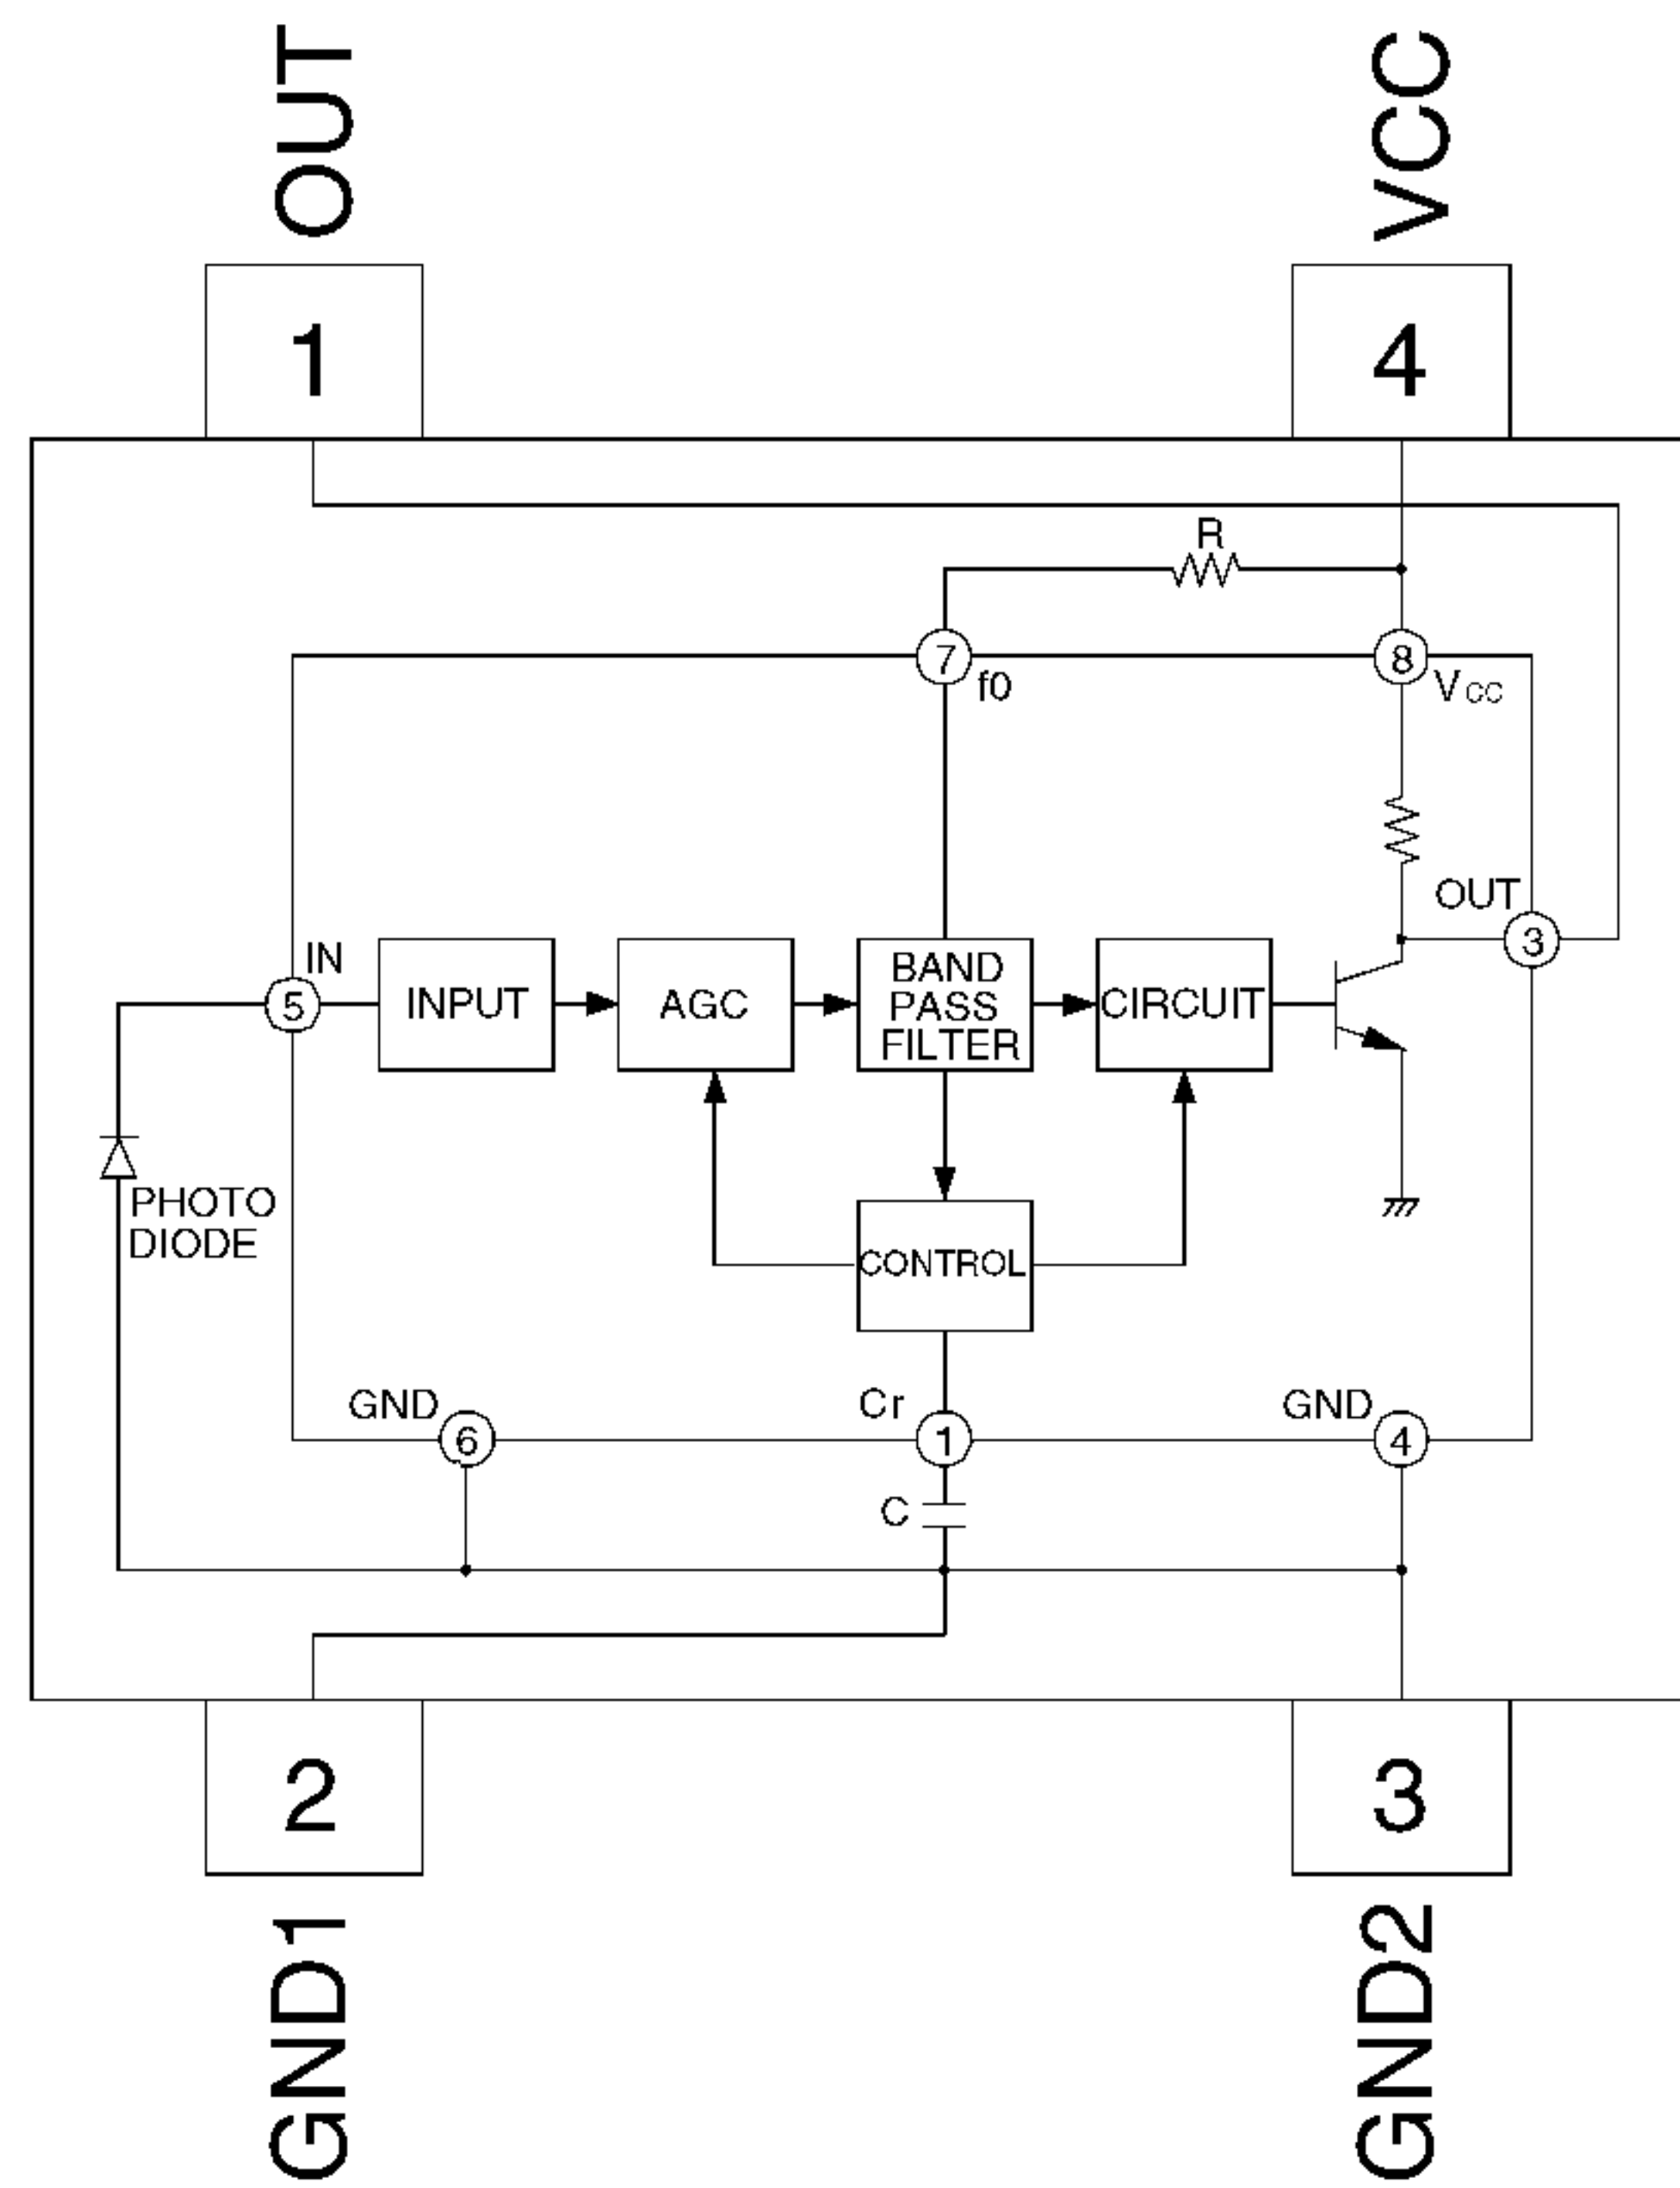 OUT
VCC
1
4
R
7
f0
8
VCC
OUT
3
IN
5
INPUT
AGC
BAND
PASS
FILTER
CIRCUIT
PHOTO
DIODE
CONTROL
GND
6
Cr
1
GND
4
C
2
3
GND1
GND2